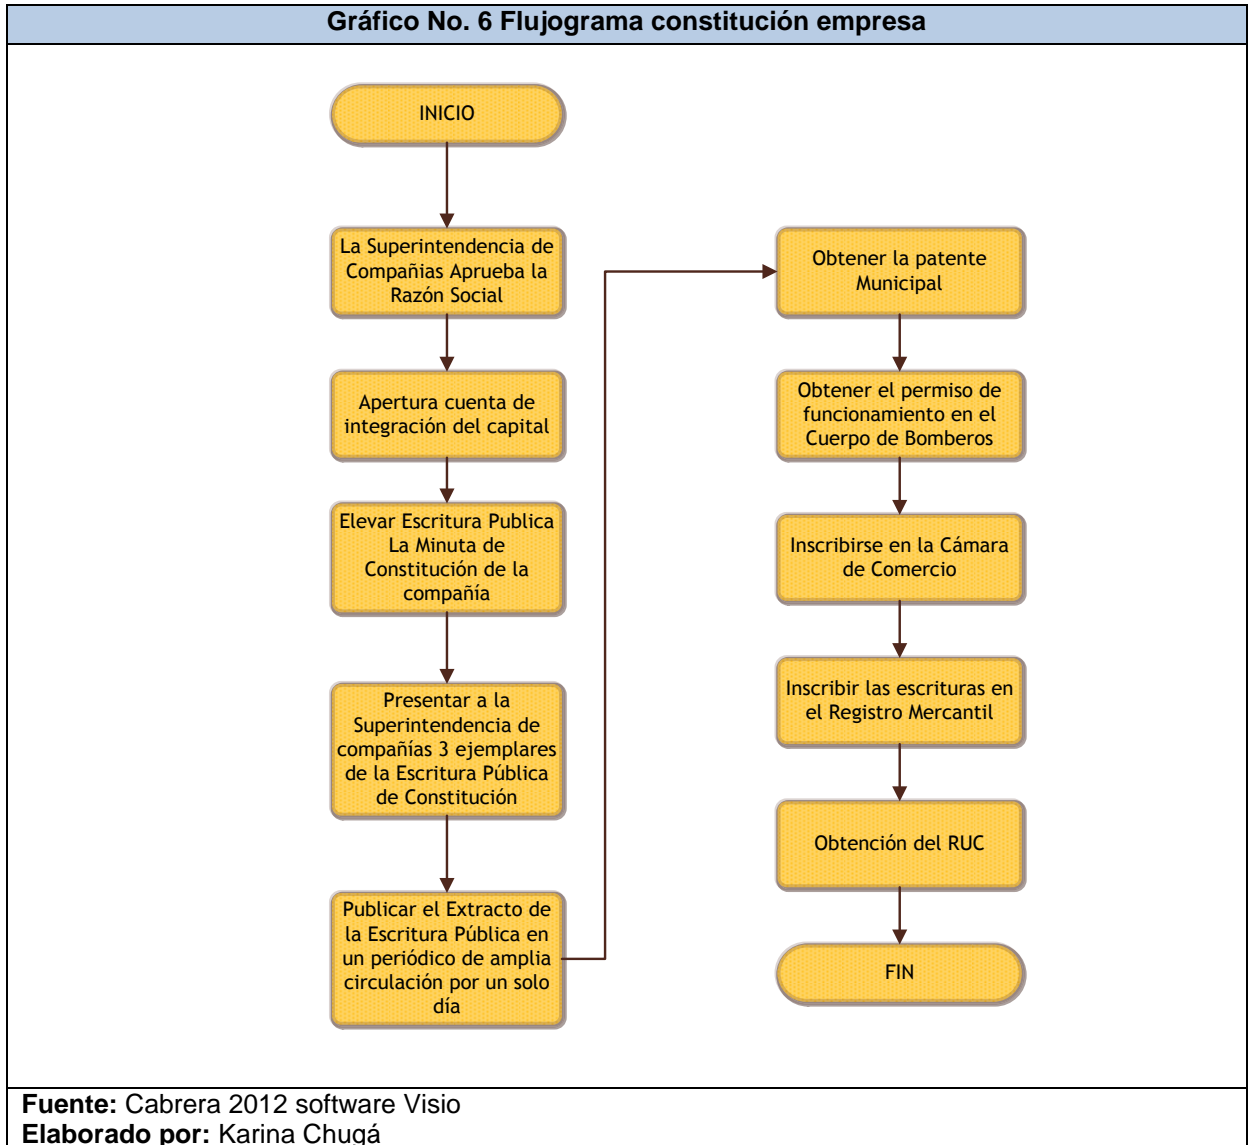 Gráfico No. 6 Flujograma constitución empresa
INICIO
La Superintendencia de
Compañias Aprueba la
Razón Social
Apertura cuenta de
integración del capital
Elevar Escritura Publica
La Minuta de
Constitución de la
compañía
Presentar a la
Superintendencia de
compañías 3 ejemplares
de la Escritura Pública
de Constitución
Publicar el Extracto de
la Escritura Pública en
un periódico de amplia
circulación por un solo
día
Obtener la patente
Municipal
Obtener el permiso de
funcionamiento en el
Cuerpo de Bomberos
Inscribirse en la Cámara
de Comercio
Inscribir las escrituras en
el Registro Mercantil
Obtención del RUC
FIN
Fuente: Cabrera 2012 software Visio
Elaborado por: Karina Chugá